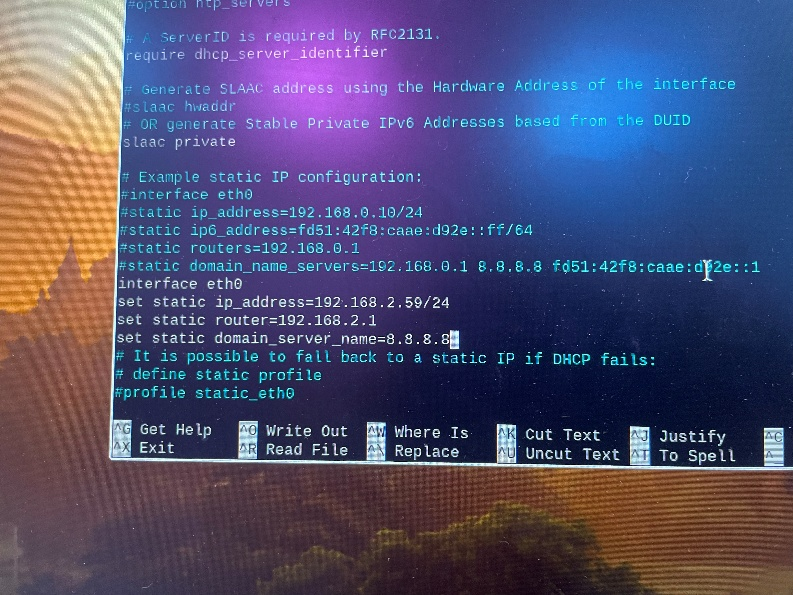 #option ntp_servers
# A ServerID is required by RFC2131.
require dhcp_server_identifier
# Generate SLAAC address using the Hardware Address of the interface
#slaac hwaddr
# OR generate Stable Private IPv6 Addresses based from the DUID
slaac private
# Example static IP configuration:
#interface eth0
#static ip_address=192.168.0.10/24
#static ip6_address=fd51:42f8:caae:d92e::ff/64
#static routers=192.168.0.1
#static domain_name_servers=192.168.0.1 8.8.8.8 fd51:42f8:caae:d92e::1
interface eth0
set static ip_address=192.168.2.59/24
set static router=192.168.2.1
set static domain_server_name=8.8.8.8
# It is possible to fall back to a static IP if DHCP fails:
# define static profile
#profile static_eth0
^G Get Help ^O Write Out ^W Where Is ^K Cut Text ^J Justify ^C
^X Exit ^R Read File ^\ Replace ^U Uncut Text ^T To Spell ^